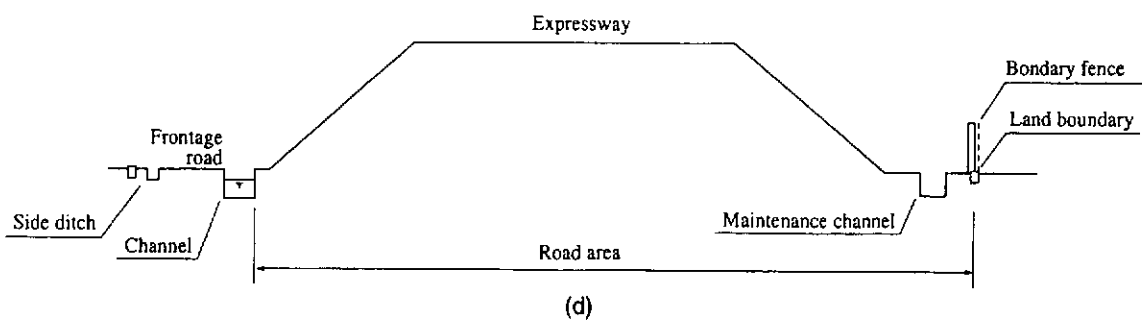 Expressway
Bondary fence
Land boundary
Frontage
road
Side ditch
Channel
Maintenance channel
Road area
(d)